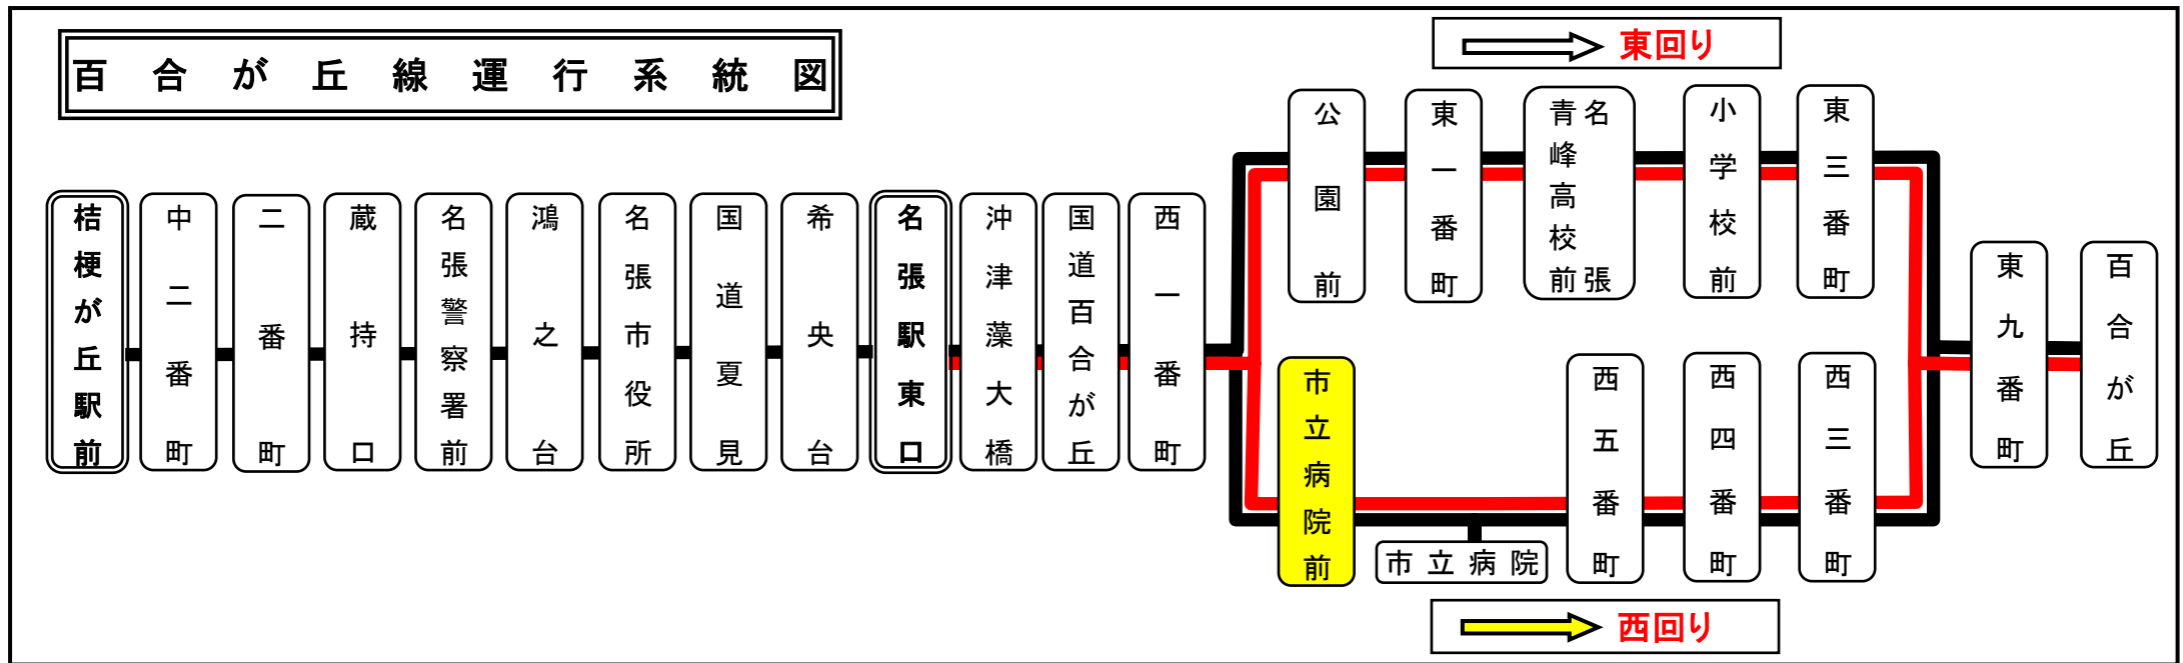 百合が丘線運行系統図
東回り
桔梗が丘駅前
中二番町
二番町
蔵持口
名張警察署前
鴻之台
名張市役所
国道夏見
希央台
名張駅東口
沖津藻大橋
国道百合が丘
西一番町
公園前
東一番町
名張
青峰高校前
小学校前
東三番町
市立病院前
市立病院
西五番町
西四番町
西三番町
東九番町
百合が丘
西回り